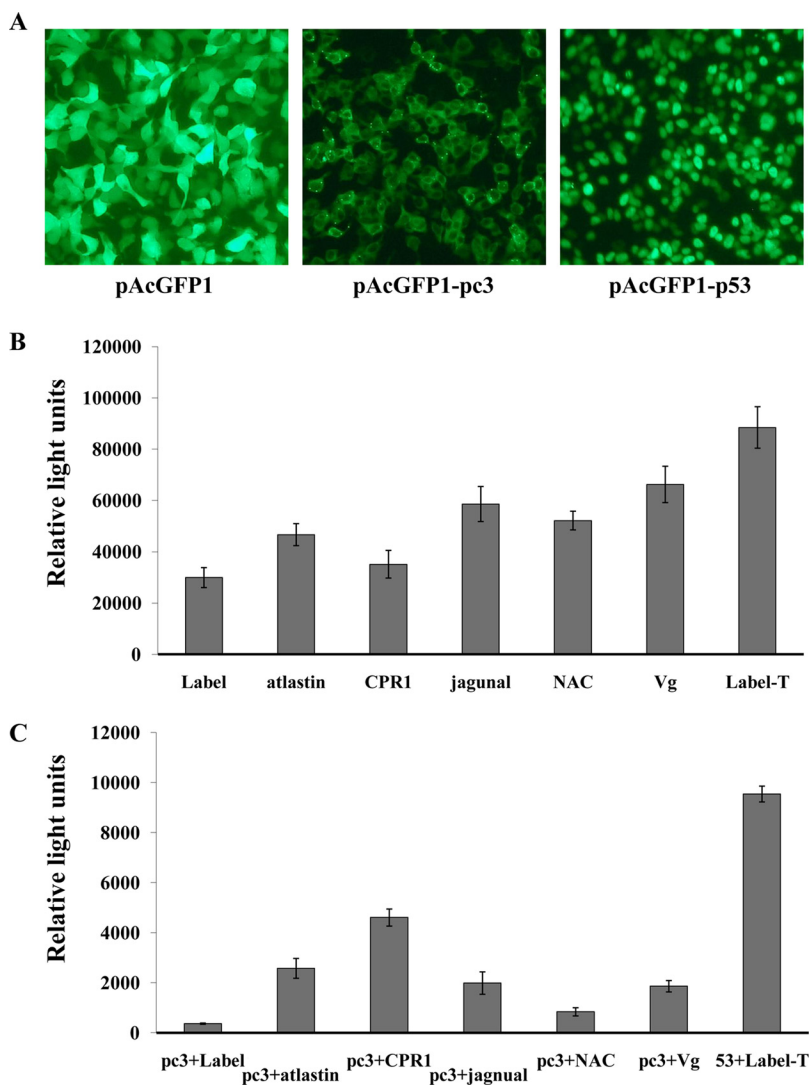 A
pAcGFP1 pAcGFP1-pc3 pAcGFP1-p53
B
Relative light units
120000
100000
80000
60000
40000
20000
0
Label atlastin CPR1 jagunal NAC Vg Label-T
C
Relative light units
12000
10000
8000
6000
4000
2000
0
pc3+Label pc3+atlastin pc3+CPR1 pc3+jagnual pc3+NAC pc3+Vg 53+Label-T